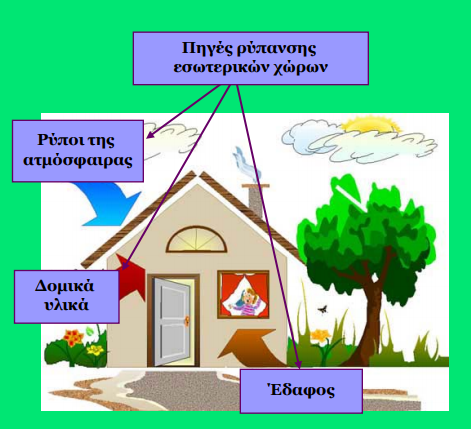 Πηγές ρύπανσης
εσωτερικών χώρων
Ρύποι της
ατμόσφαιρας
Δομικά
υλικά
Έδαφος